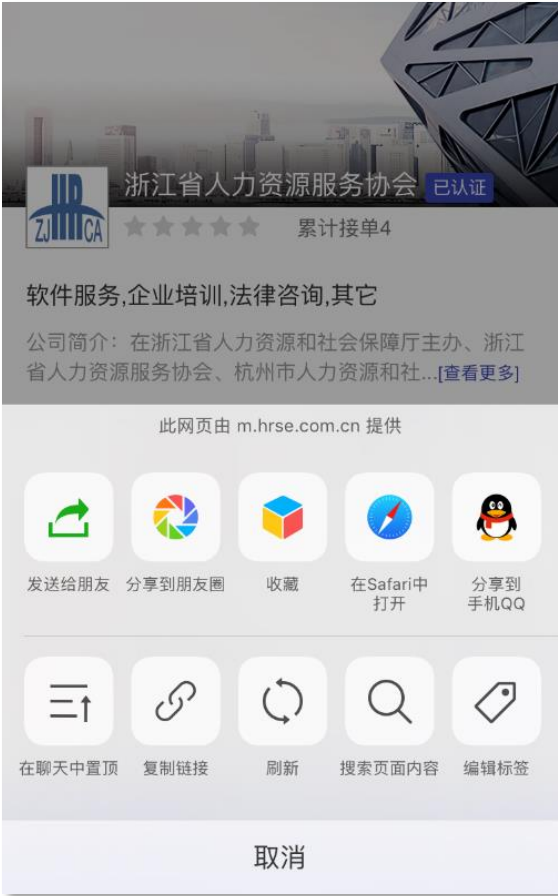 浙江省人力资源服务协会 已认证
ZJHRCA
累计接单4
软件服务,企业培训,法律咨询,其它
公司简介：在浙江省人力资源和社会保障厅主办、浙江
省人力资源服务协会、杭州市人力资源和社...[查看更多]
此网页由 m.hrse.com.cn 提供
发送给朋友 分享到朋友圈 收藏 在Safari中 分享到
打开 手机QQ
在聊天中置顶 复制链接 刷新 搜索页面内容 编辑标签
取消